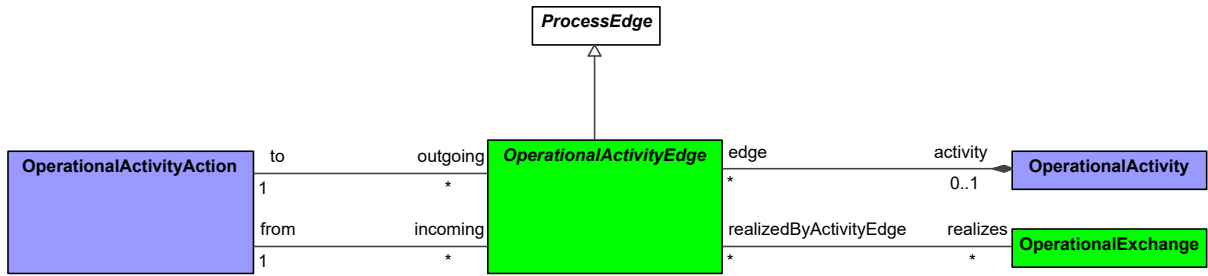 ProcessEdge
OperationalActivityAction
to
outgoing
1
*
from
incoming
1
*
OperationalActivityEdge
edge
activity
*
0..1
OperationalActivity
realizedByActivityEdge
realizes
*
*
OperationalExchange